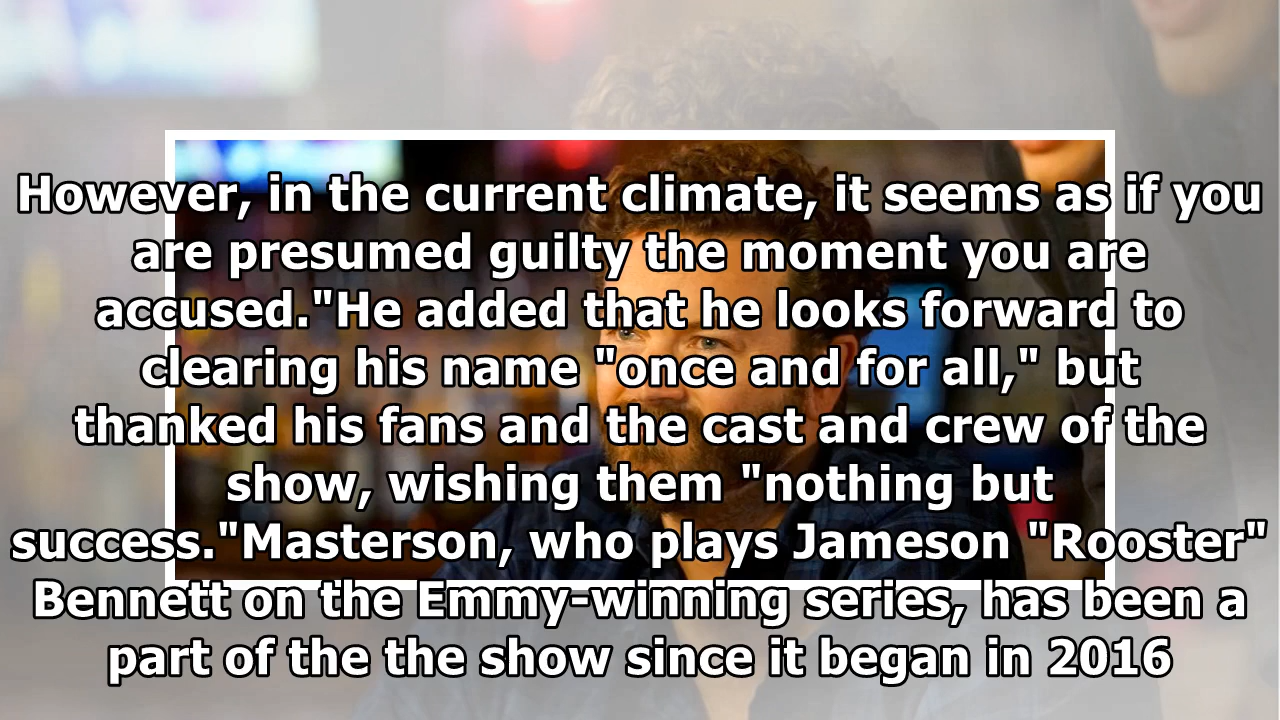 However, in the current climate, it seems as if you
are presumed guilty the moment you are
accused."He added that he looks forward to
clearing his name "once and for all," but
thanked his fans and the cast and crew of the
show, wishing them "nothing but
success."Masterson, who plays Jameson "Rooster"
Bennett on the Emmy-winning series, has been a
part of the the show since it began in 2016